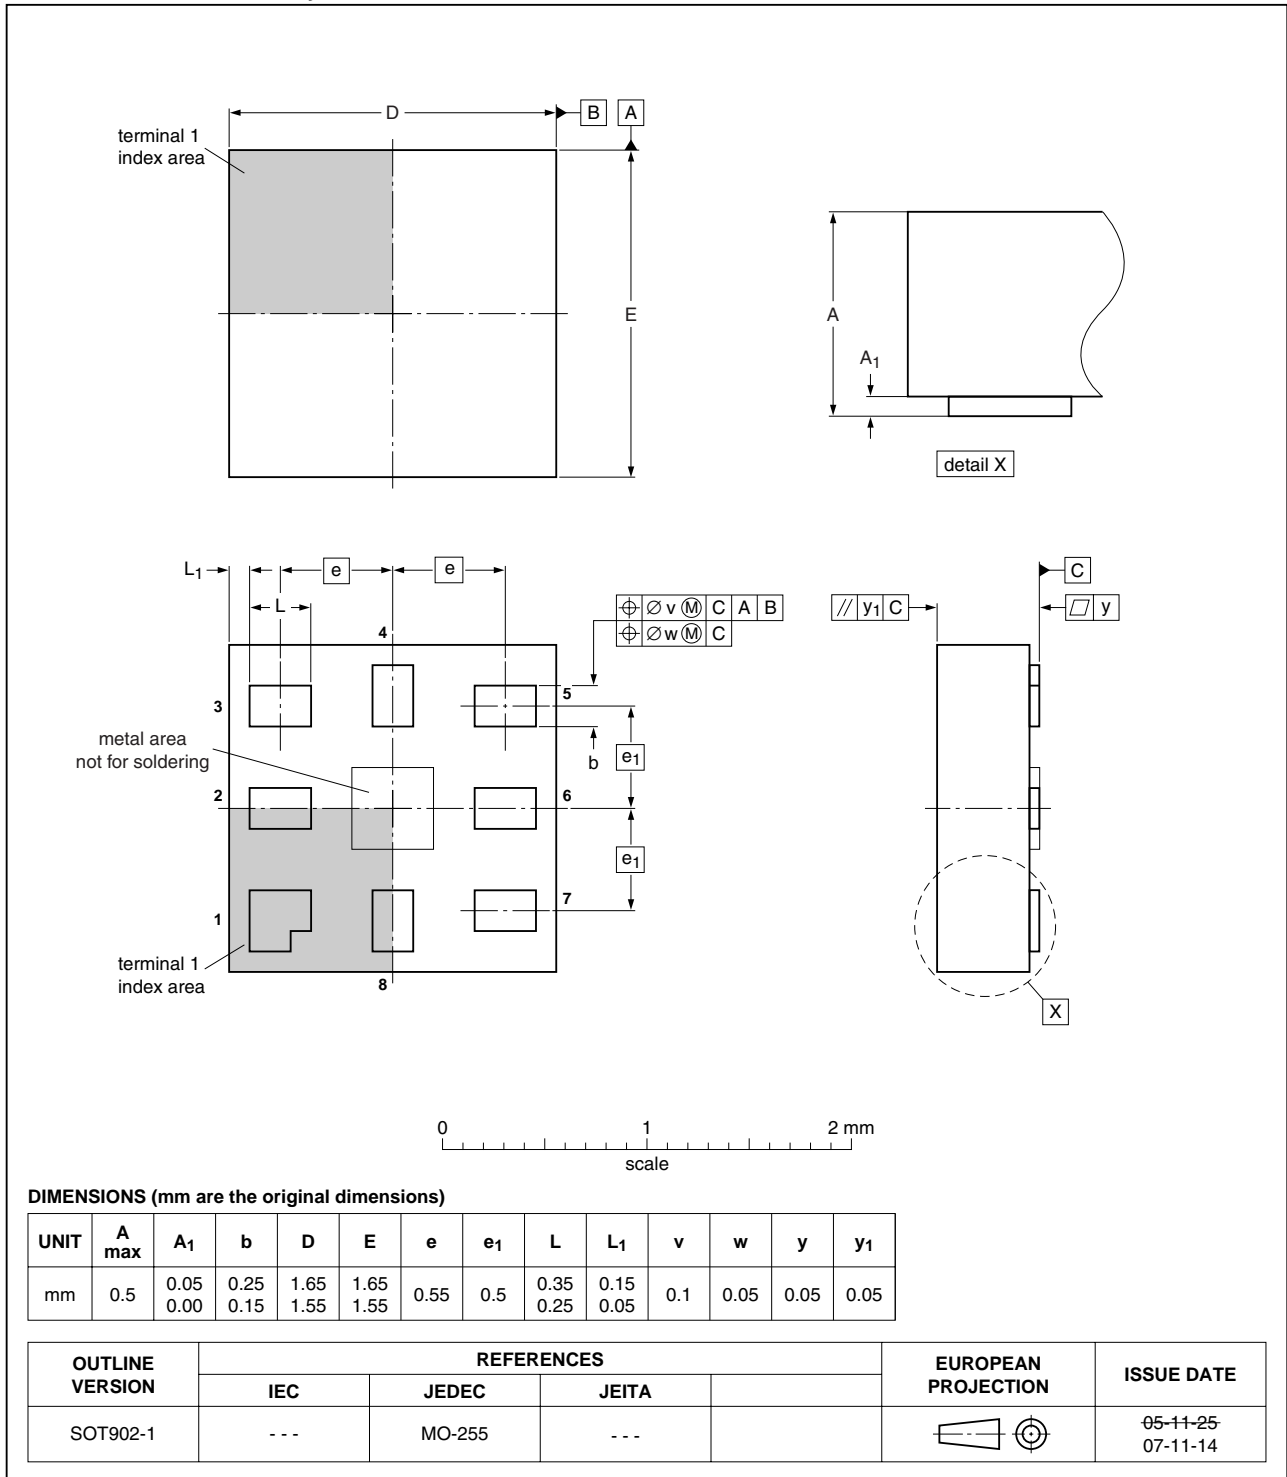 D
B
A
terminal 1
index area
E
A
A1
detail X
L1
e
e
L
⌖ ∅ v Ⓜ C A B
⌖ ∅ w Ⓜ C
C
// y1 C
▱ y
4
3
5
metal area
not for soldering
b
e1
2
6
e1
1
7
terminal 1
index area
8
X
0 1 2 mm
scale
DIMENSIONS (mm are the original dimensions)
UNIT A max A1 b D E e e1 L L1 v w y y1
mm 0.5 0.05 0.00 0.25 0.15 1.65 1.55 1.65 1.55 0.55 0.5 0.35 0.25 0.15 0.05 0.1 0.05 0.05 0.05
OUTLINE VERSION REFERENCES EUROPEAN PROJECTION ISSUE DATE
IEC JEDEC JEITA
SOT902-1 - - - MO-255 - - - 05-11-25
07-11-14